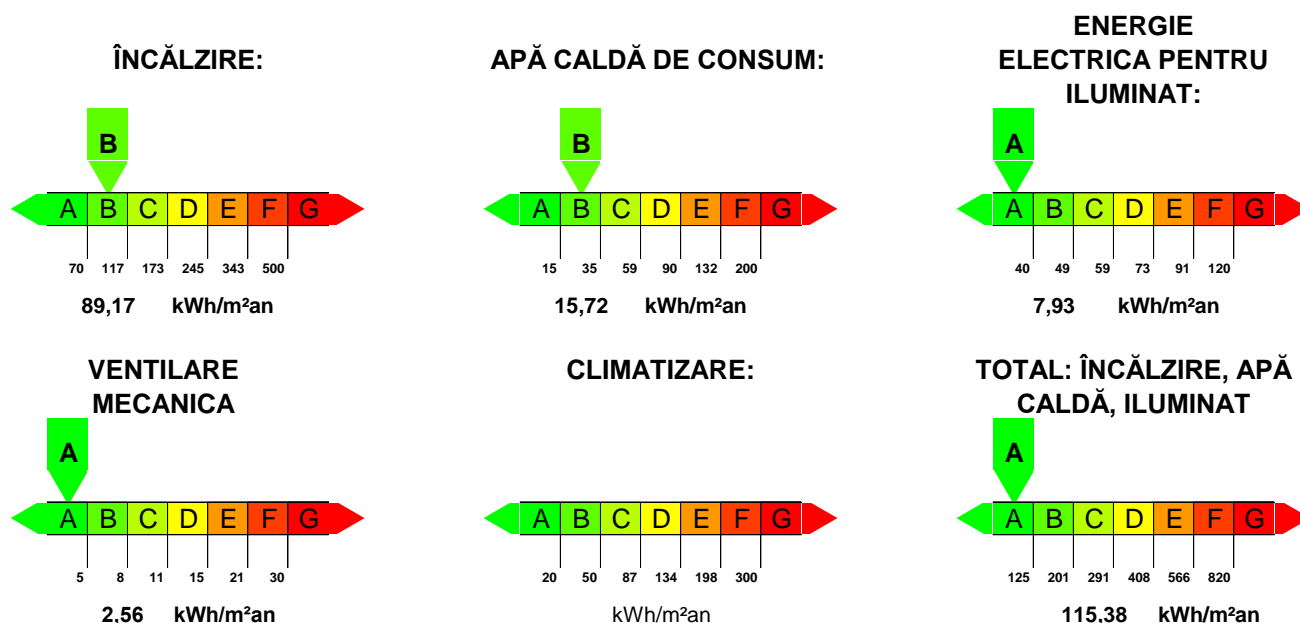 ÎNCĂLZIRE:
B
A B C D E F G
70 117 173 245 343 500
89,17 kWh/m²an
APĂ CALDĂ DE CONSUM:
B
A B C D E F G
15 35 59 90 132 200
15,72 kWh/m²an
ENERGIE
ELECTRICA PENTRU
ILUMINAT:
A
A B C D E F G
40 49 59 73 91 120
7,93 kWh/m²an
VENTILARE
MECANICA
A
A B C D E F G
5 8 11 15 21 30
2,56 kWh/m²an
CLIMATIZARE:
A B C D E F G
20 50 87 134 198 300
kWh/m²an
TOTAL: ÎNCĂLZIRE, APĂ
CALDĂ, ILUMINAT
A
A B C D E F G
125 201 291 408 566 820
115,38 kWh/m²an